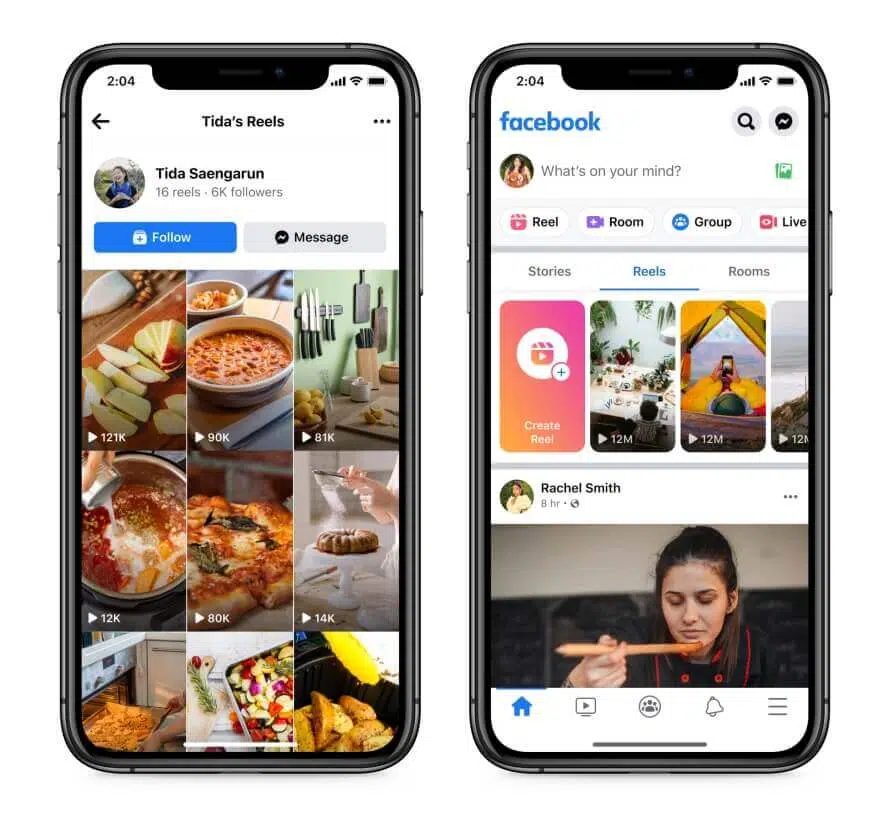 2:04
Tida's Reels
Tida Saengarun
16 reels · 6K followers
Follow
Message
121K
90K
81K
12K
80K
14K
2:04
facebook
What's on your mind?
Reel
Room
Group
Live
Stories
Reels
Rooms
Create
Reel
12M
12M
12M
Rachel Smith
8 hr ·